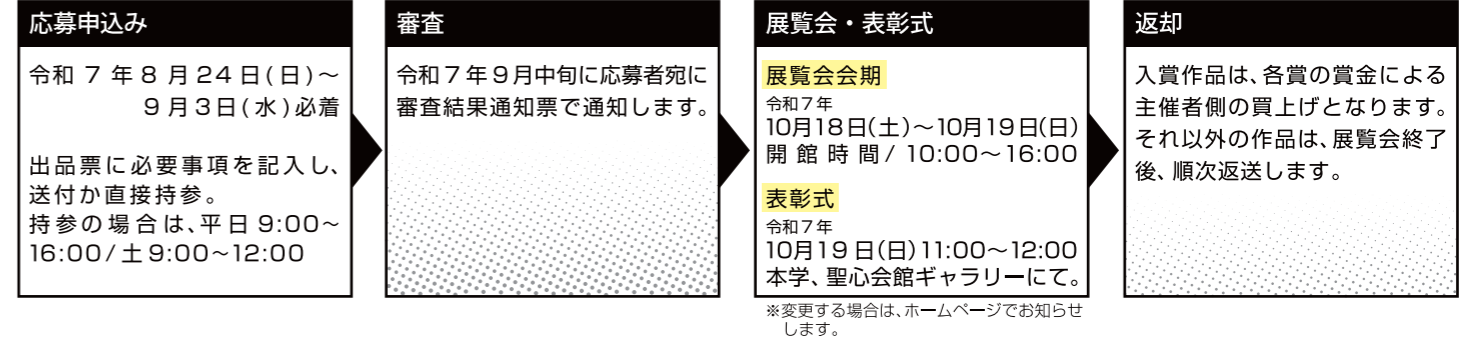 応募申込み
令和7年8月24日(日)〜
9月3日(水)必着
出品票に必要事項を記入し、
送付か直接持参。
持参の場合は、平日9:00〜
16:00/土9:00〜12:00
審査
令和7年9月中旬に応募者宛に
審査結果通知票で通知します。
展覧会・表彰式
展覧会会期
令和7年
10月18日(土)〜10月19日(日)
開館時間/10:00〜16:00
表彰式
令和7年
10月19日(日)11:00〜12:00
本学、聖心会館ギャラリーにて。
※変更する場合は、ホームページでお知らせ
します。
返却
入賞作品は、各賞の賞金による
主催者側の買上げとなります。
それ以外の作品は、展覧会終了
後、順次返送します。